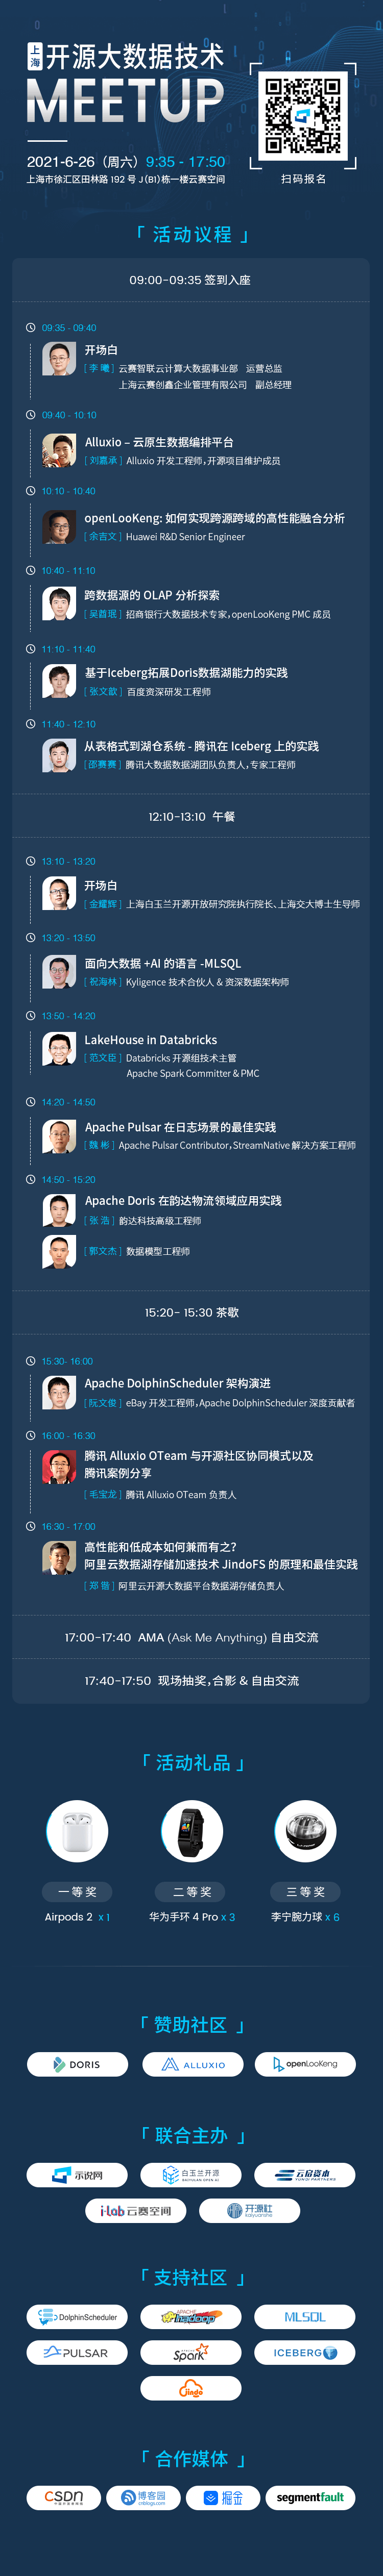 上海 开源大数据技术
MEETUP
2021-6-26（周六）9:35 - 17:50
上海市徐汇区田林路 192 号 J（B1）栋一楼云赛空间
扫码报名
「 活动议程 」
09:00-09:35 签到入座
09:35 - 09:40
开场白
[ 李 曦 ] 云赛智联云计算大数据事业部 运营总监
上海云赛创鑫企业管理有限公司 副总经理
09:40 - 10:10
Alluxio – 云原生数据编排平台
[ 刘嘉承 ] Alluxio 开发工程师，开源项目维护成员
10:10 - 10:40
openLooKeng: 如何实现跨源跨域的高性能融合分析
[ 余吉文 ] Huawei R&D Senior Engineer
10:40 - 11:10
跨数据源的 OLAP 分析探索
[ 吴酋珉 ] 招商银行大数据技术专家，openLooKeng PMC 成员
11:10 - 11:40
基于Iceberg拓展Doris数据湖能力的实践
[ 张文歆 ] 百度资深研发工程师
11:40 - 12:10
从表格式到湖仓系统 - 腾讯在 Iceberg 上的实践
[ 邵赛赛 ] 腾讯大数据数据湖团队负责人，专家工程师
12:10-13:10 午餐
13:10 - 13:20
开场白
[ 金耀辉 ] 上海白玉兰开源开放研究院执行院长、上海交大博士生导师
13:20 - 13:50
面向大数据 +AI 的语言 -MLSQL
[ 祝海林 ] Kyligence 技术合伙人 & 资深数据架构师
13:50 - 14:20
LakeHouse in Databricks
[ 范文臣 ] Databricks 开源组技术主管
Apache Spark Committer & PMC
14:20 - 14:50
Apache Pulsar 在日志场景的最佳实践
[ 魏 彬 ] Apache Pulsar Contributor，StreamNative 解决方案工程师
14:50 - 15:20
Apache Doris 在韵达物流领域应用实践
[ 张 浩 ] 韵达科技高级工程师
[ 郭文杰 ] 数据模型工程师
15:20- 15:30 茶歇
15:30- 16:00
Apache DolphinScheduler 架构演进
[ 阮文俊 ] eBay 开发工程师，Apache DolphinScheduler 深度贡献者
16:00 - 16:30
腾讯 Alluxio OTeam 与开源社区协同模式以及
腾讯案例分享
[ 毛宝龙 ] 腾讯 Alluxio OTeam 负责人
16:30 - 17:00
高性能和低成本如何兼而有之？
阿里云数据湖存储加速技术 JindoFS 的原理和最佳实践
[ 郑 锴 ] 阿里云开源大数据平台数据湖存储负责人
17:00-17:40 AMA (Ask Me Anything) 自由交流
17:40-17:50 现场抽奖，合影 & 自由交流
「 活动礼品 」
一等奖 二等奖 三等奖
Airpods 2 x 1 华为手环 4 Pro x 3 李宁腕力球 x 6
「 赞助社区 」
DORIS ALLUXIO openLooKeng
「 联合主办 」
示说网 白玉兰开源 BAIYULAN OPEN AI 云启资本 YUNQI PARTNERS
i-Lab 云赛空间 开源社 kaiyuanshe
「 支持社区 」
DolphinScheduler APACHE hadoop MLSQL
PULSAR APACHE Spark ICEBERG
Jindo
「 合作媒体 」
CSDN 中国开发者网络 博客园 cnblogs.com 掘金 segmentfault